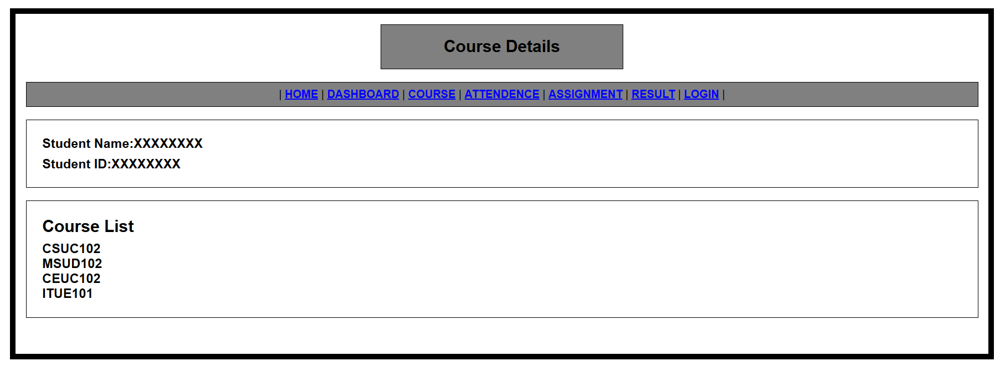 Course Details
| HOME | DASHBOARD | COURSE | ATTENDENCE | ASSIGNMENT | RESULT | LOGIN |
Student Name:XXXXXXXX
Student ID:XXXXXXXX
Course List
CSUC102
MSUD102
CEUC102
ITUE101